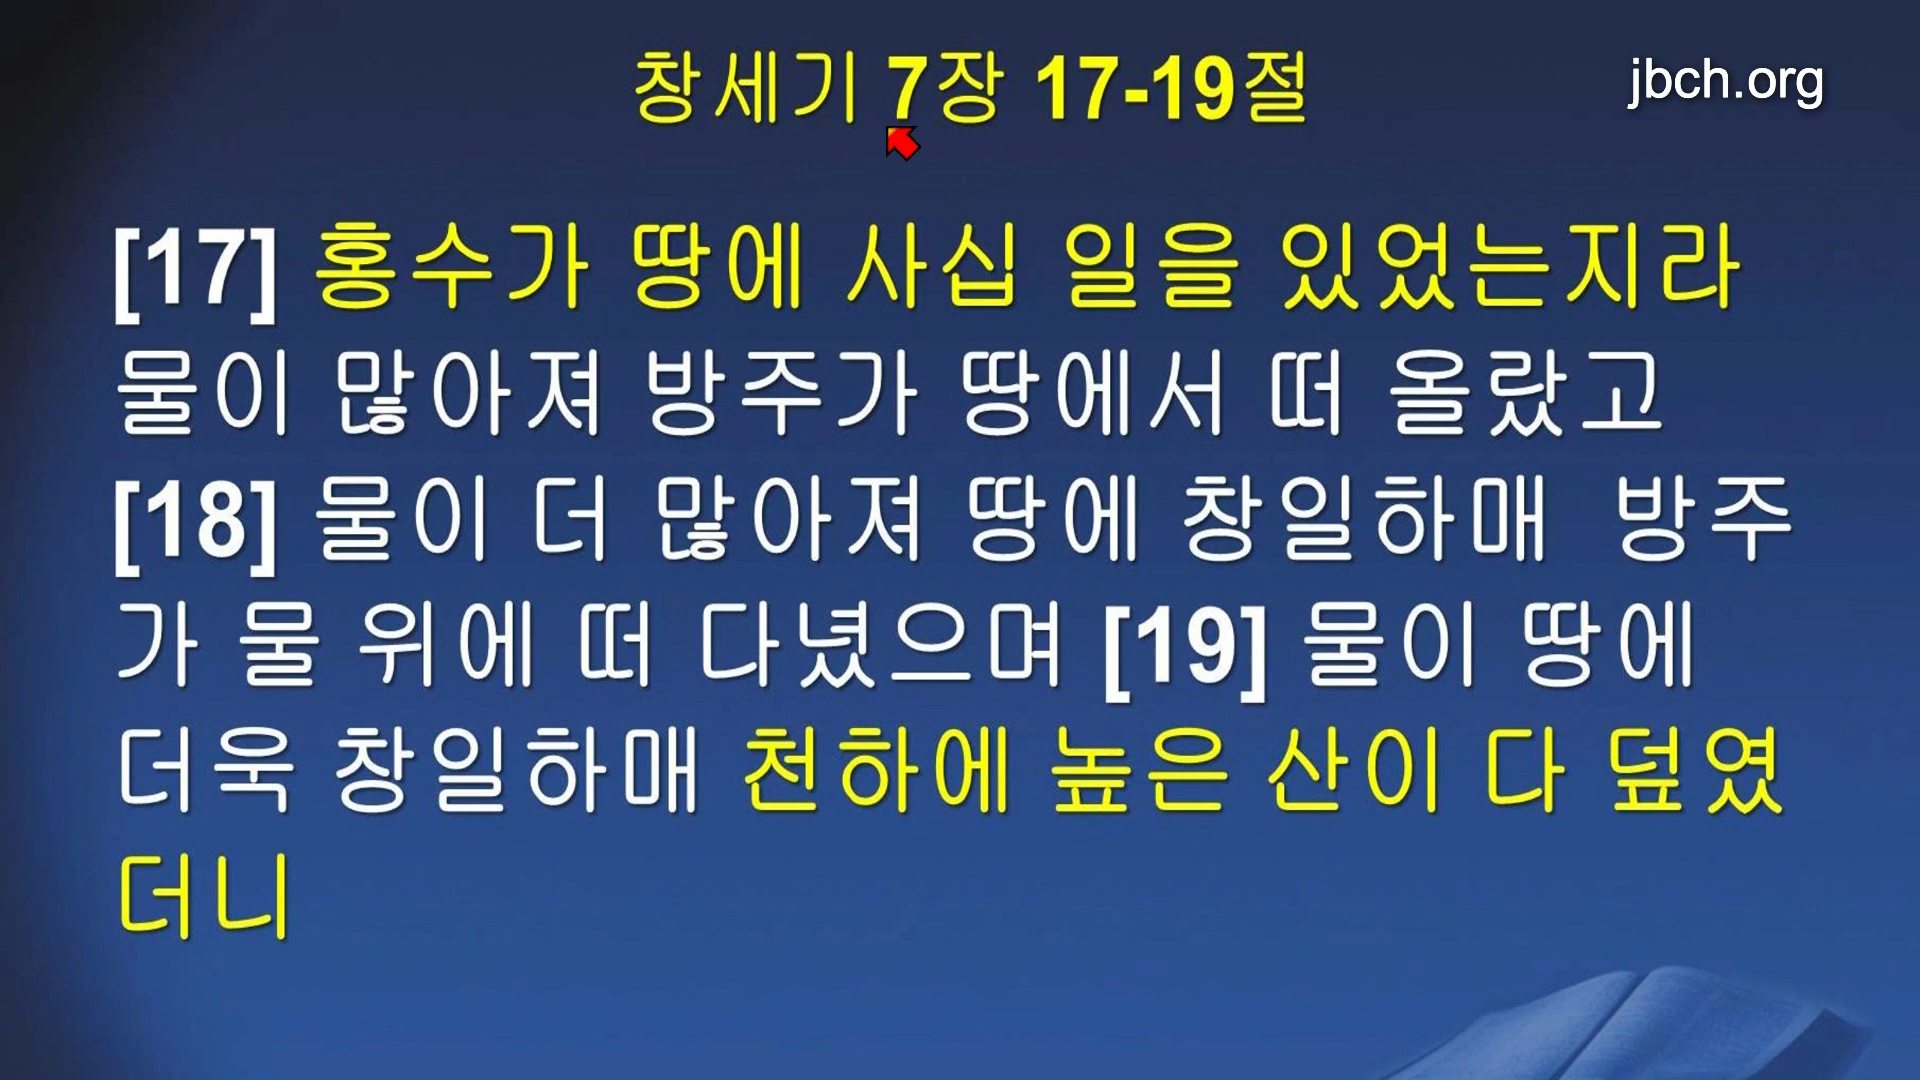 창세기 7장 17-19절
jbch.org
[17] 홍수가 땅에 사십 일을 있었는지라
물이 많아져 방주가 땅에서 떠 올랐고
[18] 물이 더 많아져 땅에 창일하매 방주
가 물 위에 떠 다녔으며 [19] 물이 땅에
더욱 창일하매 천하에 높은 산이 다 덮였
더니